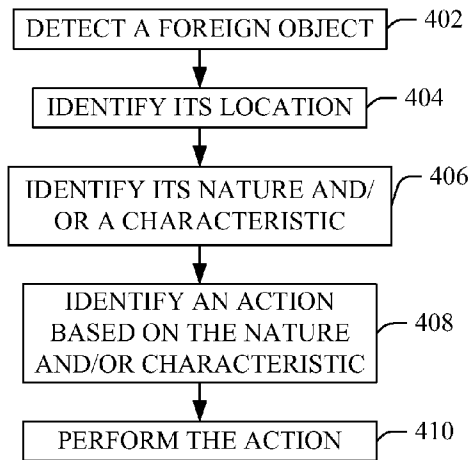 DETECT A FOREIGN OBJECT
402
IDENTIFY ITS LOCATION
404
IDENTIFY ITS NATURE AND/
OR A CHARACTERISTIC
406
IDENTIFY AN ACTION
BASED ON THE NATURE
AND/OR CHARACTERISTIC
408
PERFORM THE ACTION
410